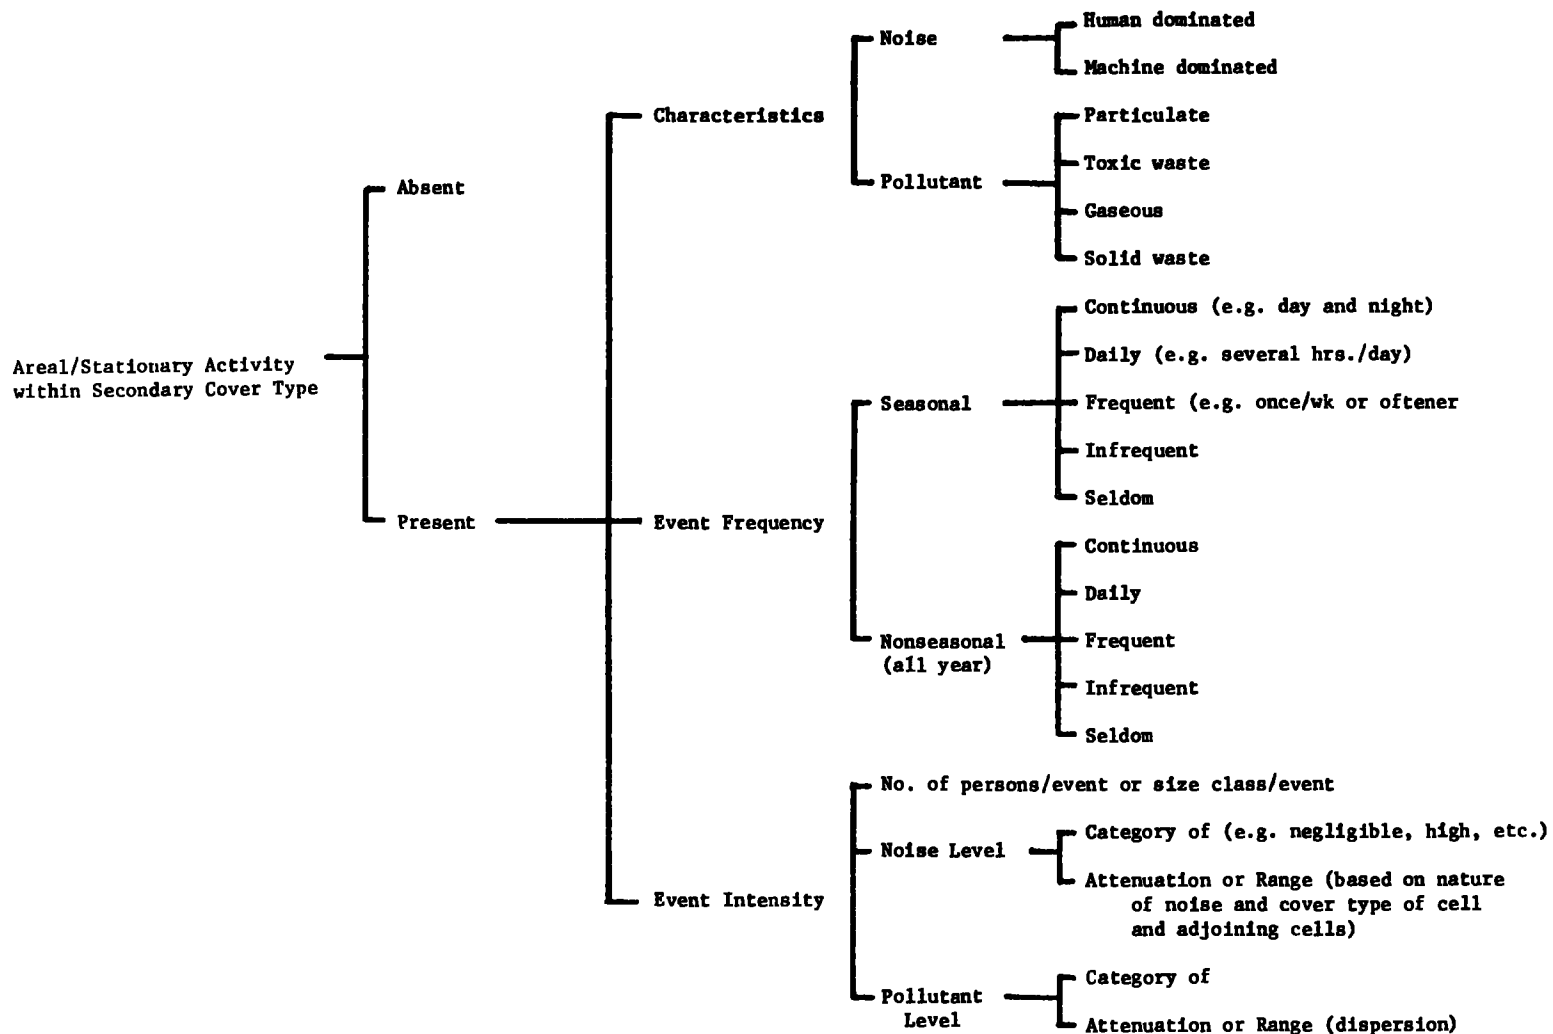 Human dominated
Noise
Machine dominated
Characteristics
Particulate
Toxic waste
Absent
Pollutant
Gaseous
Solid waste
Continuous (e.g. day and night)
Daily (e.g. several hrs./day)
Areal/Stationary Activity
within Secondary Cover Type
Seasonal
Frequent (e.g. once/wk or oftener
Infrequent
Seldom
Present
Event Frequency
Continuous
Daily
Nonseasonal
(all year)
Frequent
Infrequent
Seldom
No. of persons/event or size class/event
Noise Level
Category of (e.g. negligible, high, etc.)
Event Intensity
Attenuation or Range (based on nature
of noise and cover type of cell
and adjoining cells)
Pollutant
Level
Category of
Attenuation or Range (dispersion)